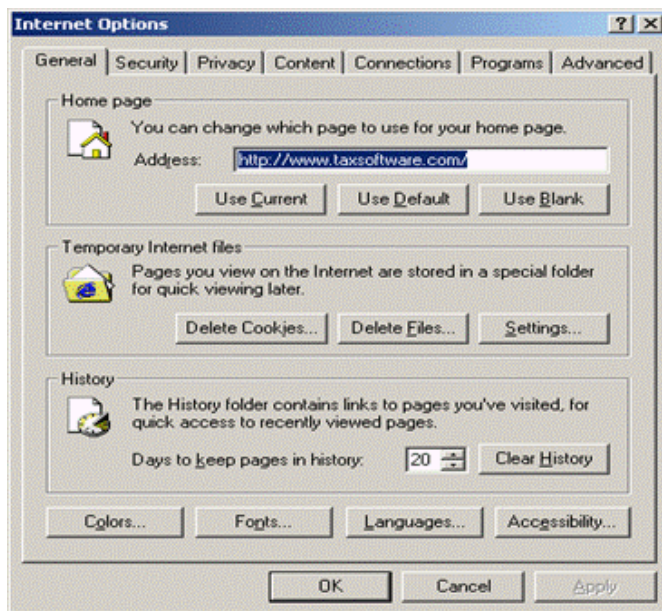 Internet Options
General Security Privacy Content Connections Programs Advanced
Home page
You can change which page to use for your home page.
Address: http://www.taxsoftware.com/
Use Current Use Default Use Blank
Temporary Internet files
Pages you view on the Internet are stored in a special folder
for quick viewing later.
Delete Cookies... Delete Files... Settings...
History
The History folder contains links to pages you've visited, for
quick access to recently viewed pages.
Days to keep pages in history: 20 Clear History
Colors... Fonts... Languages... Accessibility...
OK Cancel Apply